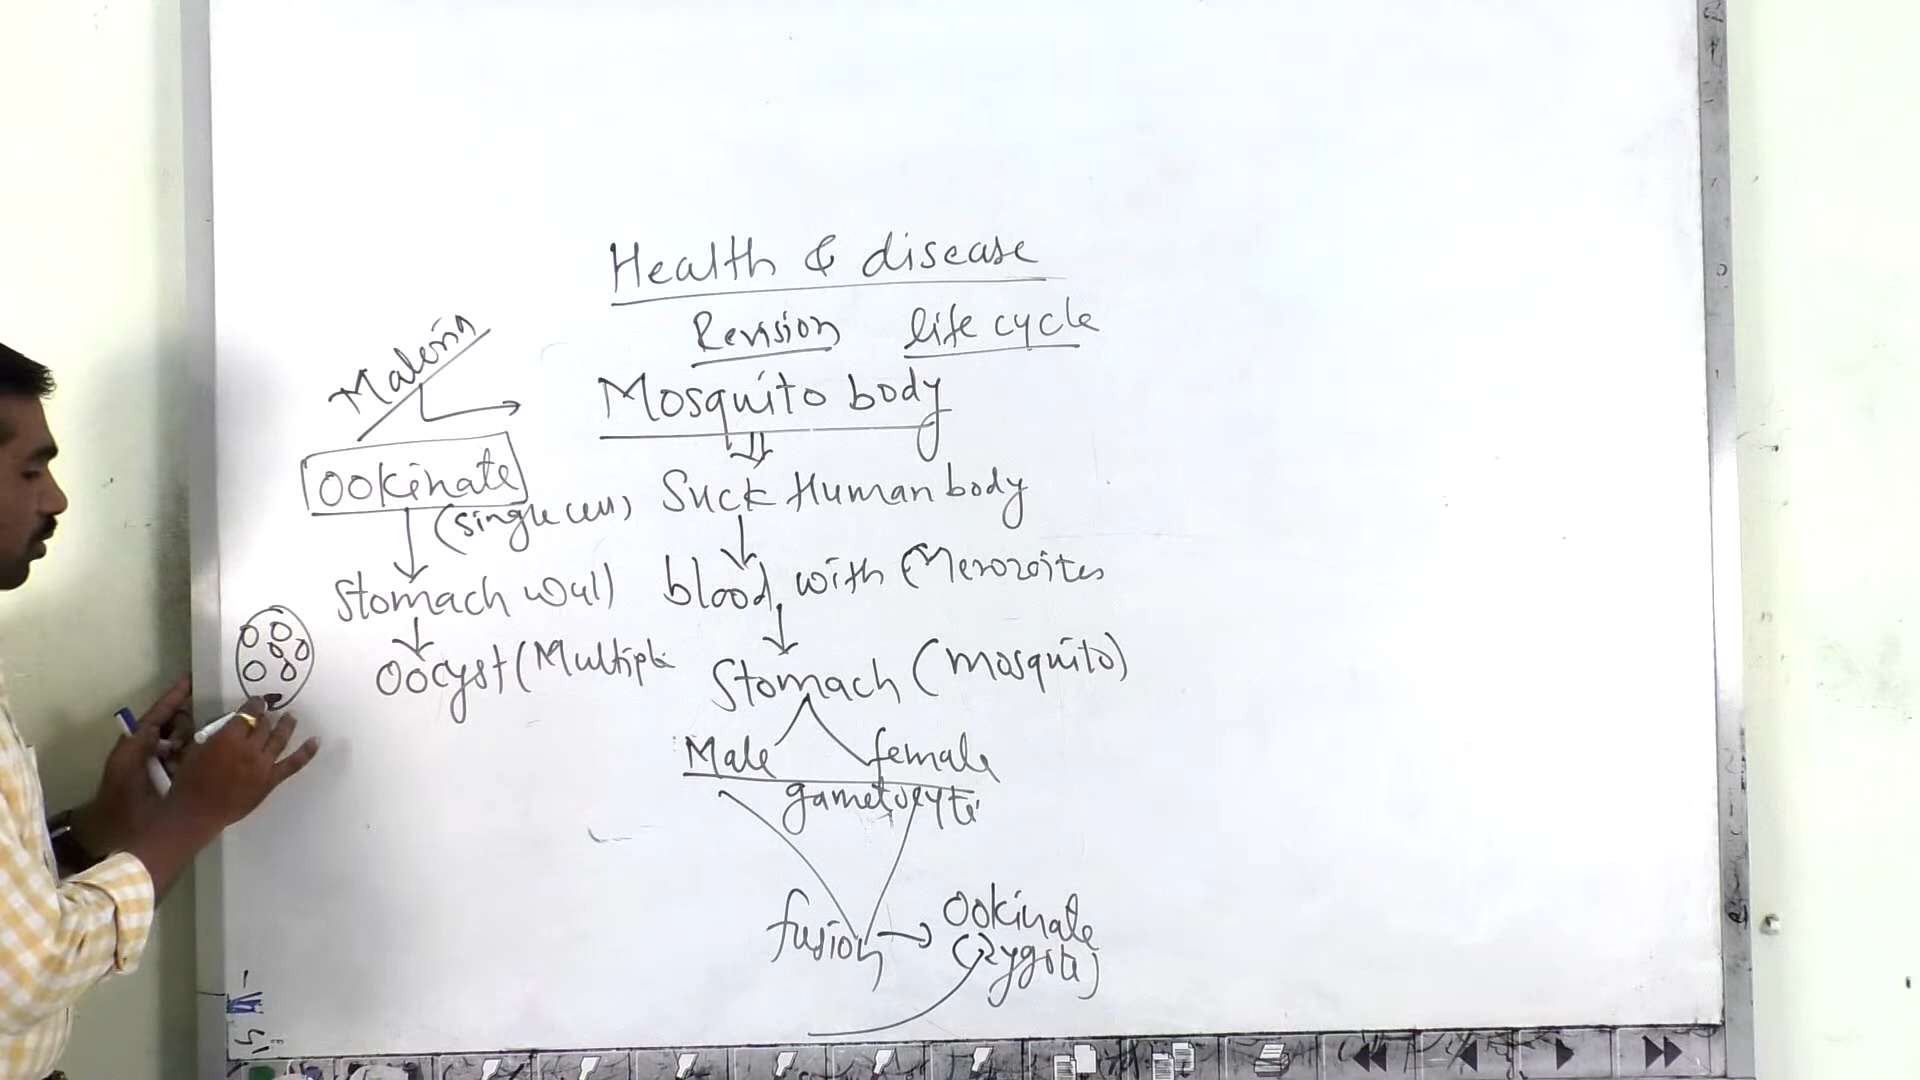 Health & disease
Revision life cycle
Maleria
Mosquito body
Ookinate
(single cell)
Suck Human body
Stomach wall
blood with (Merozoites
Oocyst (Multiple
Stomach (mosquito)
Male female
gametocyte
fusion → Ookinate
(zygote)